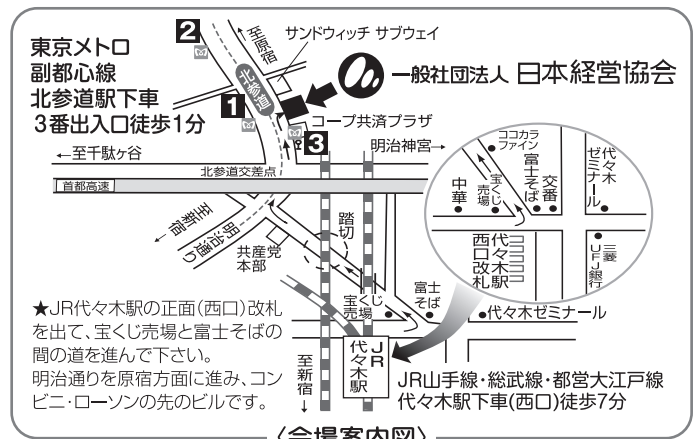 東京メトロ
副都心線
北参道駅下車
3番出入口徒歩1分
2
至原宿
サンドウィッチ サブウェイ
北参道
一般社団法人 日本経営協会
1
コープ共済プラザ
3
←至千駄ヶ谷
明治神宮→
北参道交差点
首都高速
至新宿
明治通り
共産党
本部
踏切
宝くじ
売場
富士
そば
代々木ゼミナール
ココカラ
ファイン
中華
宝くじ
売場
富士そば
交番
代々木
ゼミナール
代々木駅
西口改札
三菱
UFJ銀行
★JR代々木駅の正面(西口)改札
を出て、宝くじ売場と富士そばの
間の道を進んで下さい。
明治通りを原宿方面に進み、コン
ビニ・ローソンの先のビルです。
至新宿
↓
JR
代々木駅
JR山手線・総武線・都営大江戸線
代々木駅下車(西口)徒歩7分
〈会場案内図〉